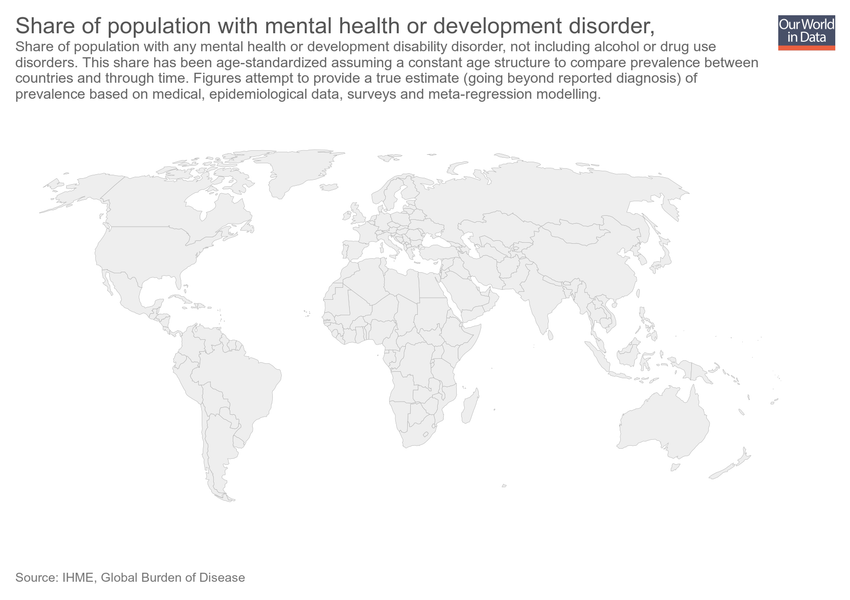 Share of population with mental health or development disorder,
Our World
in Data
Share of population with any mental health or development disability disorder, not including alcohol or drug use
disorders. This share has been age-standardized assuming a constant age structure to compare prevalence between
countries and through time. Figures attempt to provide a true estimate (going beyond reported diagnosis) of
prevalence based on medical, epidemiological data, surveys and meta-regression modelling.
Source: IHME, Global Burden of Disease